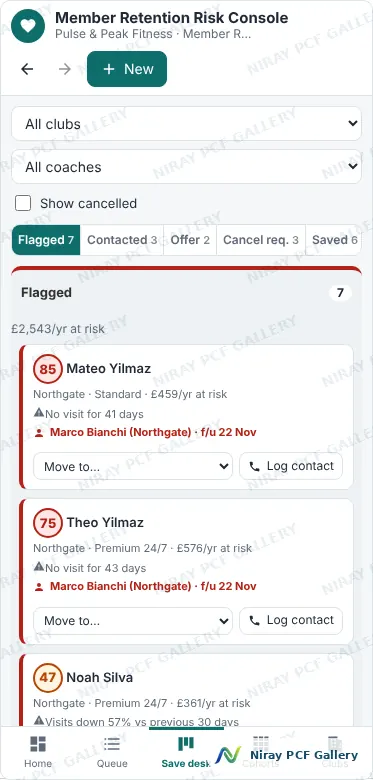 Member Retention Risk Console
Pulse & Peak Fitness · Member R...
New
All clubs
All coaches
Show cancelled
Flagged 7
Contacted 3
Offer 2
Cancel req. 3
Saved 6
Flagged
7
£2,543/yr at risk
85 Mateo Yilmaz
Northgate · Standard · £459/yr at risk
No visit for 41 days
Marco Bianchi (Northgate) · f/u 22 Nov
Move to...
Log contact
75 Theo Yilmaz
Northgate · Premium 24/7 · £576/yr at risk
No visit for 43 days
Marco Bianchi (Northgate) · f/u 22 Nov
Move to...
Log contact
47 Noah Silva
Northgate · Premium 24/7 · £361/yr at risk
Visits down 57% vs previous 30 days
Home
Queue
Save desk
Cohorts
Clubs
Niray PCF Gallery
NIRAY PCF GALLERY